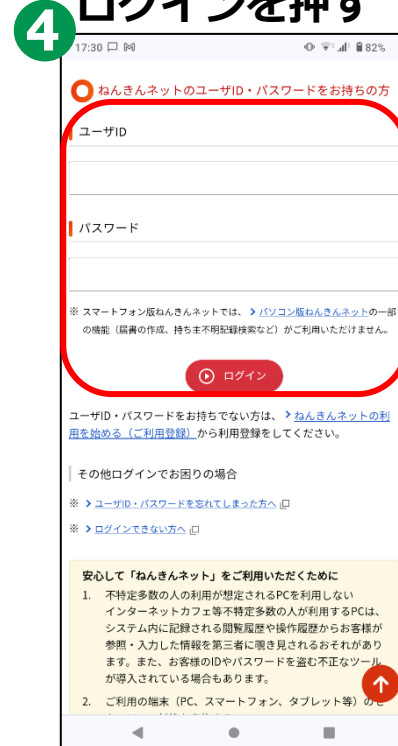 ログインを押す
4
17:30 82%
ねんきんネットのユーザID・パスワードをお持ちの方
ユーザID
パスワード
※ スマートフォン版ねんきんネットでは、 パソコン版ねんきんネットの一部
の機能（届書の作成、持ち主不明記録検索など）がご利用いただけません。
ログイン
ユーザID・パスワードをお持ちでない方は、 ねんきんネットの利
用を始める（ご利用登録）から利用登録をしてください。
その他ログインでお困りの場合
※ ユーザID・パスワードを忘れてしまった方へ
※ ログインできない方へ
安心して「ねんきんネット」をご利用いただくために
1. 不特定多数の人の利用が想定されるPCを利用しない
インターネットカフェ等不特定多数の人が利用するPCは、
システム内に記録される閲覧履歴や操作履歴からお客様が
参照・入力した情報を第三者に覗き見されるおそれがあり
ます。また、お客様のIDやパスワードを盗む不正なツール
が導入されている場合もあります。
2. ご利用の端末（PC、スマートフォン、タブレット等）の